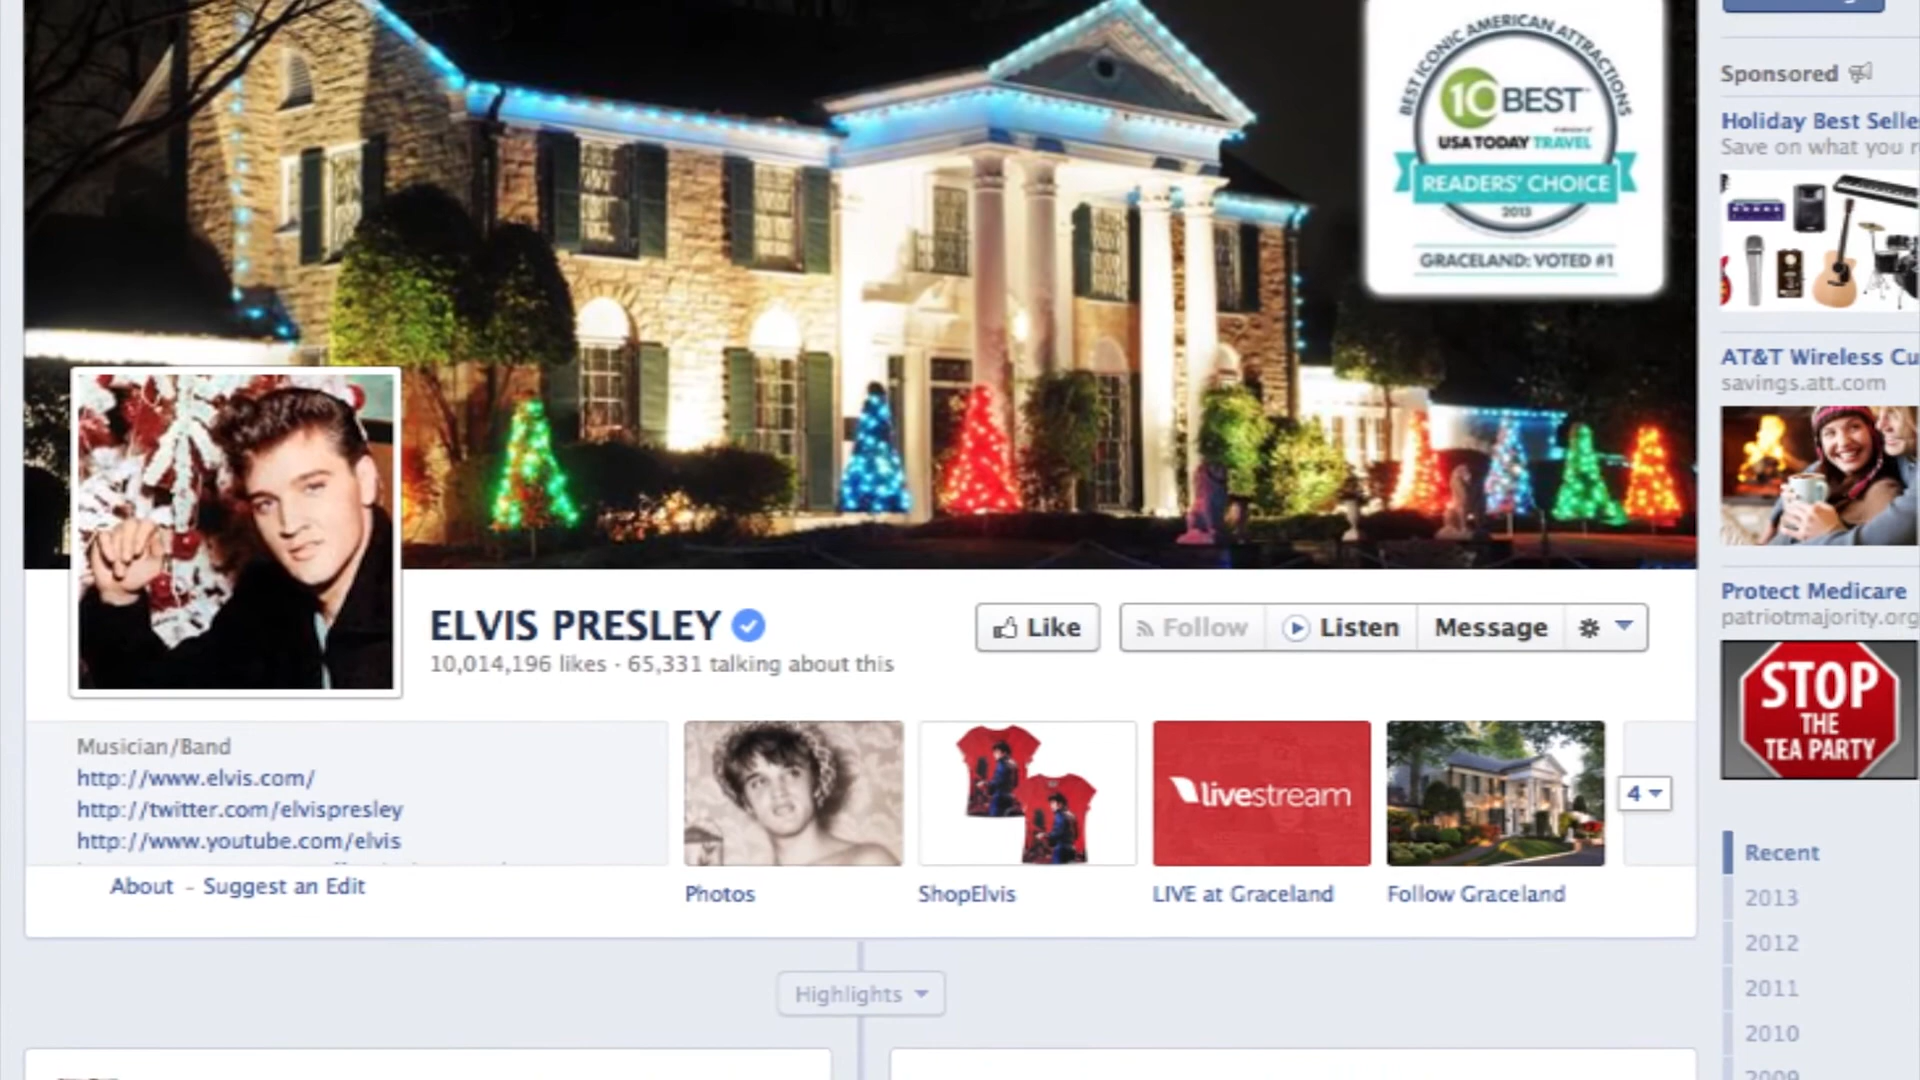 BEST ICONIC AMERICAN ATTRACTIONS
10BEST
USA TODAY TRAVEL
READERS' CHOICE
2013
GRACELAND: VOTED #1
ELVIS PRESLEY
10,014,196 likes · 65,331 talking about this
Like
Follow
Listen
Message
Musician/Band
http://www.elvis.com/
http://twitter.com/elvispresley
http://www.youtube.com/elvis
About - Suggest an Edit
livestream
4
Photos
ShopElvis
LIVE at Graceland
Follow Graceland
Highlights
Sponsored
Holiday Best Selle
Save on what you r
AT&T Wireless Cu
savings.att.com
Protect Medicare
patriotmajority.org
STOP
THE
TEA PARTY
Recent
2013
2012
2011
2010
2009